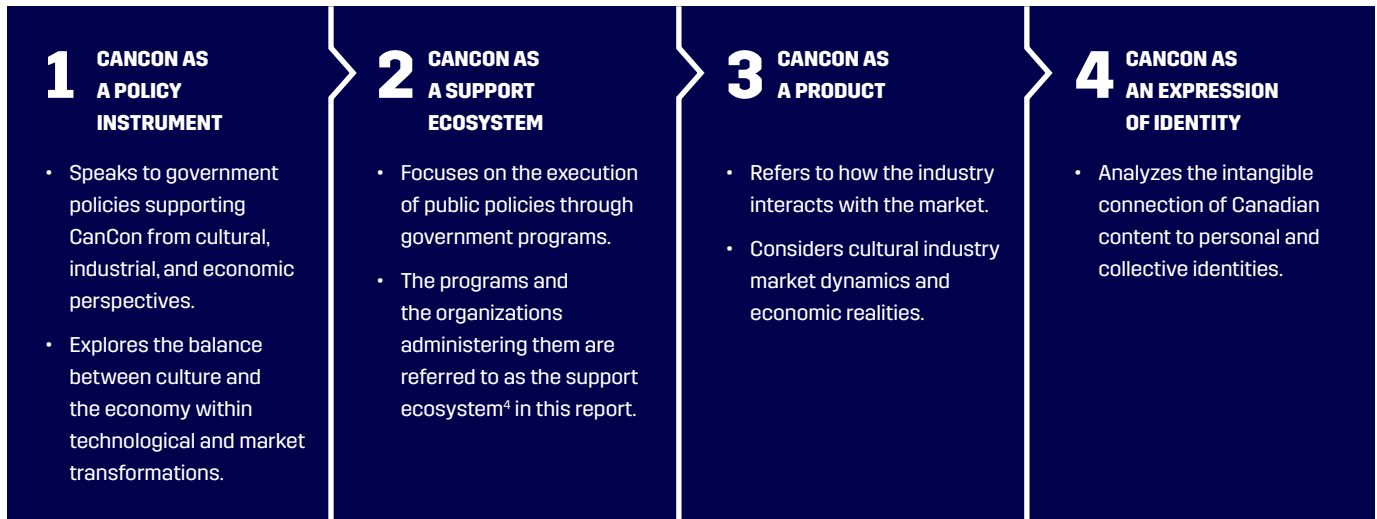 1 CANCON AS
A POLICY
INSTRUMENT
• Speaks to government
policies supporting
CanCon from cultural,
industrial, and economic
perspectives.
• Explores the balance
between culture and
the economy within
technological and market
transformations.
2 CANCON AS
A SUPPORT
ECOSYSTEM
• Focuses on the execution
of public policies through
government programs.
• The programs and
the organizations
administering them are
referred to as the support
ecosystem⁴ in this report.
3 CANCON AS
A PRODUCT
• Refers to how the industry
interacts with the market.
• Considers cultural industry
market dynamics and
economic realities.
4 CANCON AS
AN EXPRESSION
OF IDENTITY
• Analyzes the intangible
connection of Canadian
content to personal and
collective identities.